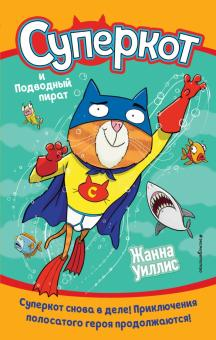 Суперкот
и
Подводный
пират
С
Жанна
Уиллис
Суперкот снова в деле! Приключения
полосатого героя продолжаются!